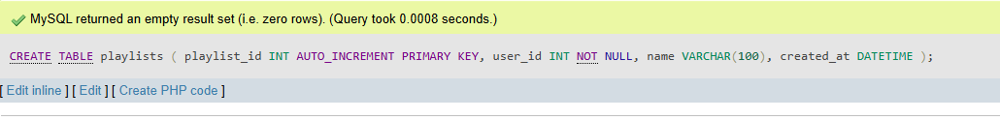 MySQL returned an empty result set (i.e. zero rows). (Query took 0.0008 seconds.)
CREATE TABLE playlists ( playlist_id INT AUTO_INCREMENT PRIMARY KEY, user_id INT NOT NULL, name VARCHAR(100), created_at DATETIME );
[ Edit inline ] [ Edit ] [ Create PHP code ]